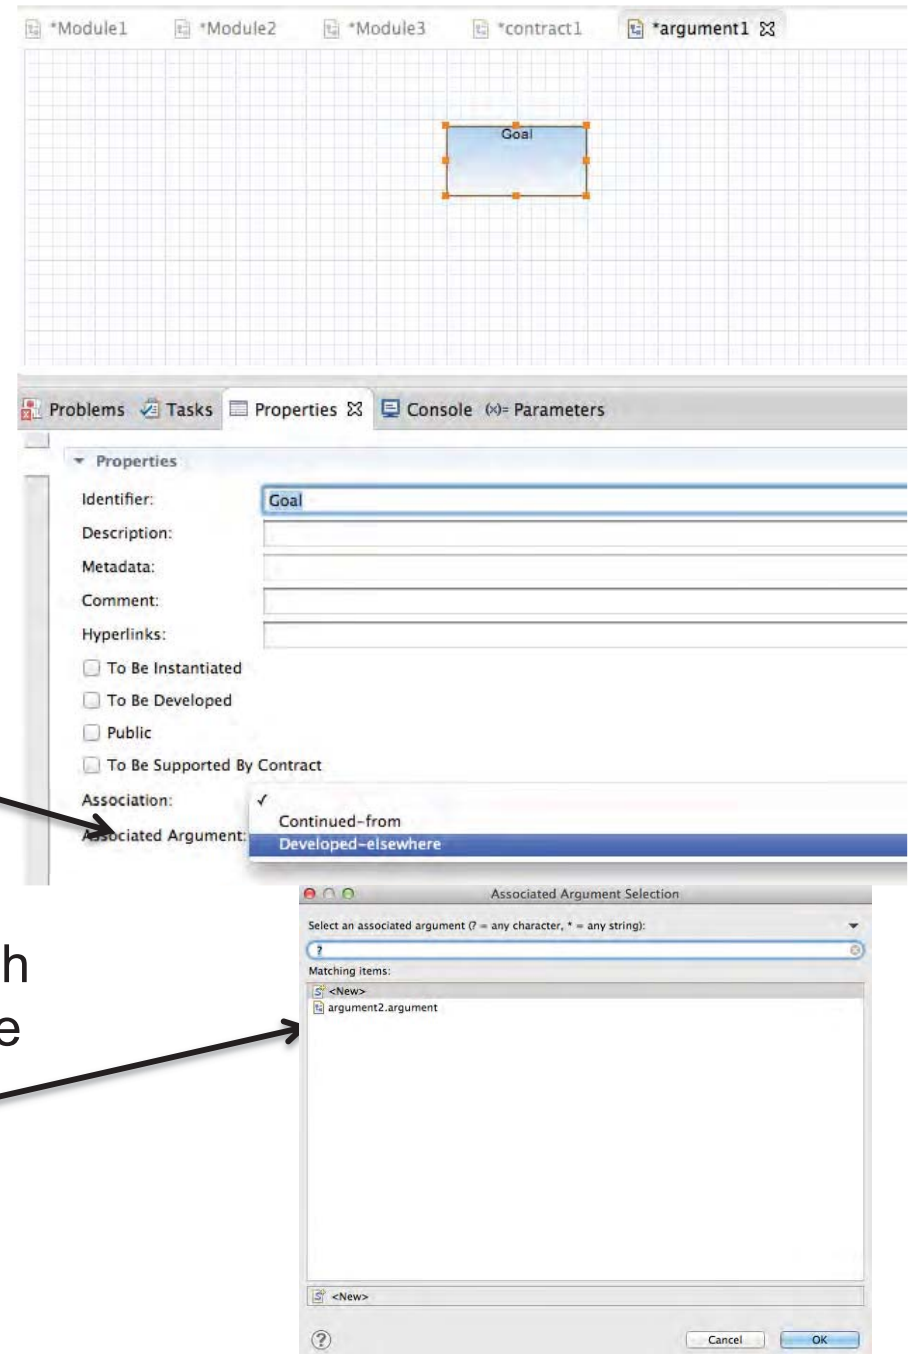 *Module1 *Module2 *Module3 *contract1 *argument1
Goal
Problems Tasks Properties Console (x)= Parameters
Properties
Identifier: Goal
Description:
Metadata:
Comment:
Hyperlinks:
To Be Instantiated
To Be Developed
Public
To Be Supported By Contract
Association: ✓
Continued-from
Associated Argument: Developed-elsewhere
Associated Argument Selection
Select an associated argument (? = any character, * = any string):
?
h
Matching items:
<New>
e
argument2.argument
<New>
? Cancel OK